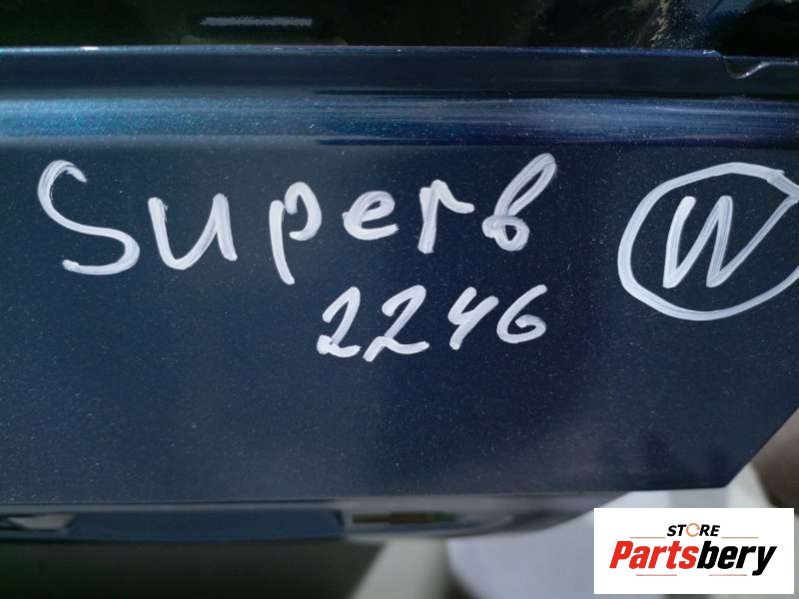 Superb
2246
W
STORE
Partsbery